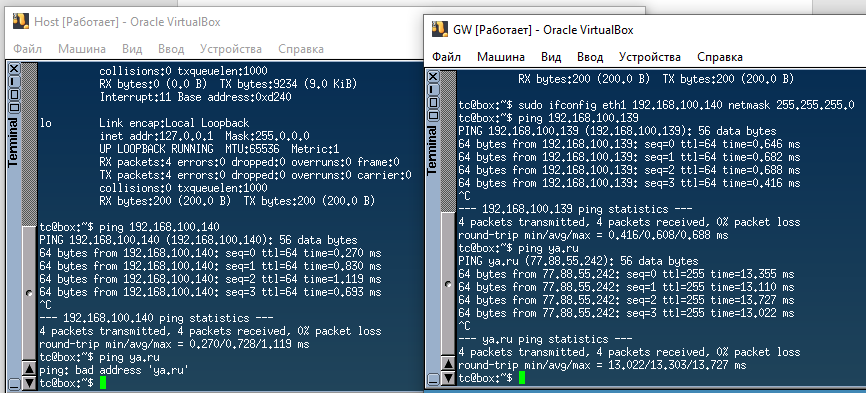 Host [Работает] - Oracle VirtualBox
Файл Машина Вид Ввод Устройства Справка
Terminal
collisions:0 txqueuelen:1000
RX bytes:0 (0.0 B) TX bytes:9234 (9.0 KiB)
Interrupt:11 Base address:0xd240
lo Link encap:Local Loopback
inet addr:127.0.0.1 Mask:255.0.0.0
UP LOOPBACK RUNNING MTU:65536 Metric:1
RX packets:4 errors:0 dropped:0 overruns:0 frame:0
TX packets:4 errors:0 dropped:0 overruns:0 carrier:0
collisions:0 txqueuelen:1000
RX bytes:200 (200.0 B) TX bytes:200 (200.0 B)
tc@box:~$ ping 192.168.100.140
PING 192.168.100.140 (192.168.100.140): 56 data bytes
64 bytes from 192.168.100.140: seq=0 ttl=64 time=0.270 ms
64 bytes from 192.168.100.140: seq=1 ttl=64 time=0.830 ms
64 bytes from 192.168.100.140: seq=2 ttl=64 time=1.119 ms
64 bytes from 192.168.100.140: seq=3 ttl=64 time=0.693 ms
^C
--- 192.168.100.140 ping statistics ---
4 packets transmitted, 4 packets received, 0% packet loss
round-trip min/avg/max = 0.270/0.728/1.119 ms
tc@box:~$ ping ya.ru
ping: bad address 'ya.ru'
tc@box:~$
GW [Работает] - Oracle VirtualBox
Файл Машина Вид Ввод Устройства Справка
Terminal
RX bytes:200 (200.0 B) TX bytes:200 (200.0 B)
tc@box:~$ sudo ifconfig eth1 192.168.100.140 netmask 255.255.255.0
tc@box:~$ ping 192.168.100.139
PING 192.168.100.139 (192.168.100.139): 56 data bytes
64 bytes from 192.168.100.139: seq=0 ttl=64 time=0.646 ms
64 bytes from 192.168.100.139: seq=1 ttl=64 time=0.682 ms
64 bytes from 192.168.100.139: seq=2 ttl=64 time=0.688 ms
64 bytes from 192.168.100.139: seq=3 ttl=64 time=0.416 ms
^C
--- 192.168.100.139 ping statistics ---
4 packets transmitted, 4 packets received, 0% packet loss
round-trip min/avg/max = 0.416/0.608/0.688 ms
tc@box:~$ ping ya.ru
PING ya.ru (77.88.55.242): 56 data bytes
64 bytes from 77.88.55.242: seq=0 ttl=255 time=13.355 ms
64 bytes from 77.88.55.242: seq=1 ttl=255 time=13.110 ms
64 bytes from 77.88.55.242: seq=2 ttl=255 time=13.727 ms
64 bytes from 77.88.55.242: seq=3 ttl=255 time=13.022 ms
^C
--- ya.ru ping statistics ---
4 packets transmitted, 4 packets received, 0% packet loss
round-trip min/avg/max = 13.022/13.303/13.727 ms
tc@box:~$